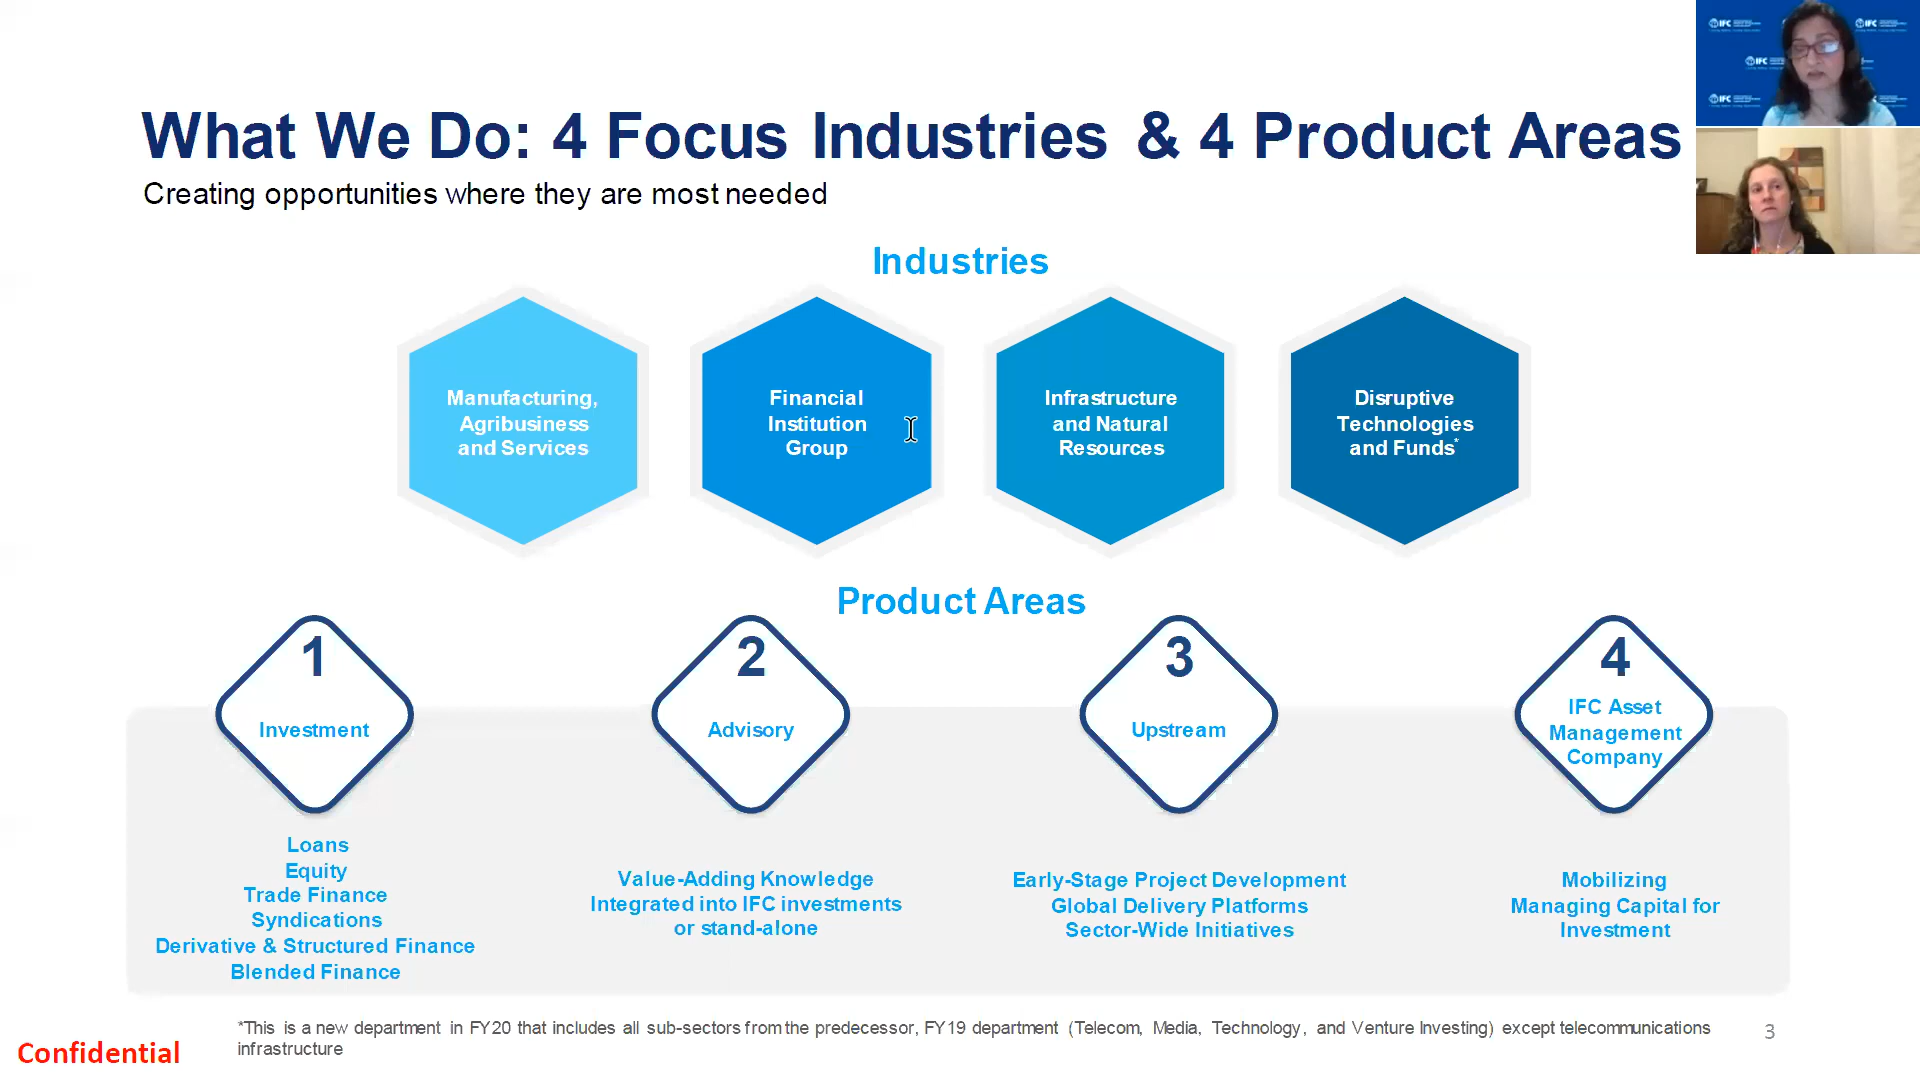 What We Do: 4 Focus Industries & 4 Product Areas
Creating opportunities where they are most needed
Industries
Manufacturing,
Agribusiness
and Services
Financial
Institution
Group
Infrastructure
and Natural
Resources
Disruptive
Technologies
and Funds*
Product Areas
1
Investment
Loans
Equity
Trade Finance
Syndications
Derivative & Structured Finance
Blended Finance
2
Advisory
Value-Adding Knowledge
Integrated into IFC investments
or stand-alone
3
Upstream
Early-Stage Project Development
Global Delivery Platforms
Sector-Wide Initiatives
4
IFC Asset
Management
Company
Mobilizing
Managing Capital for
Investment
*This is a new department in FY20 that includes all sub-sectors from the predecessor, FY19 department (Telecom, Media, Technology, and Venture Investing) except telecommunications
infrastructure
Confidential
3
IFC
IFC
IFC
IFC